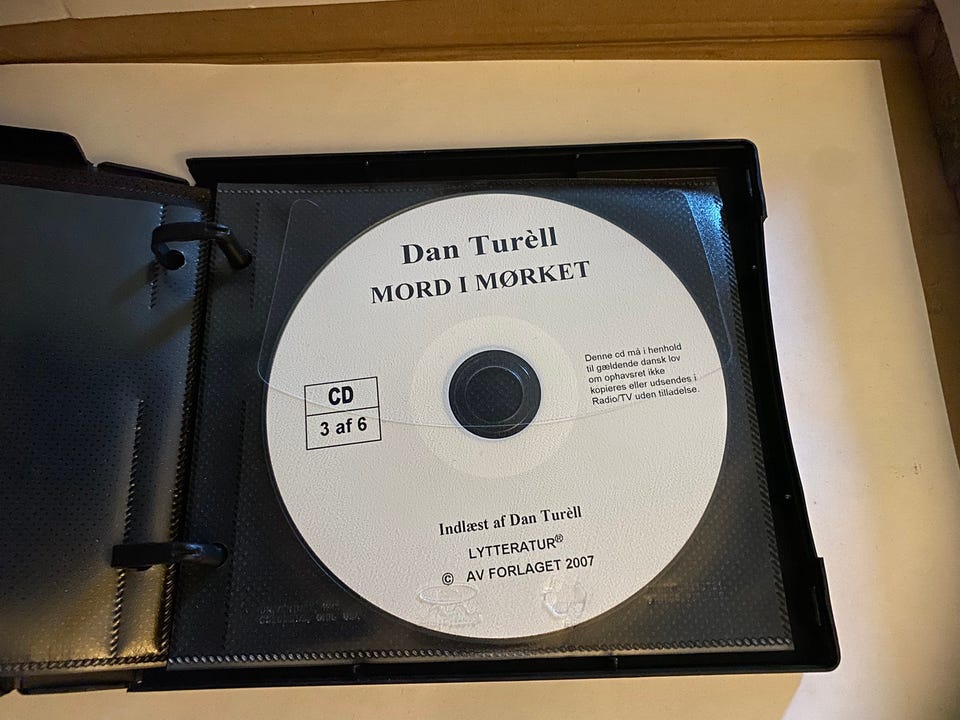 Dan Turèll
MORD I MØRKET
Denne cd må i henhold
til gældende dansk lov
om ophavsret ikke
kopieres eller udsendes i
Radio/TV uden tilladelse.
CD
3 af 6
Indlæst af Dan Turèll
LYTTERATUR®
© AV FORLAGET 2007